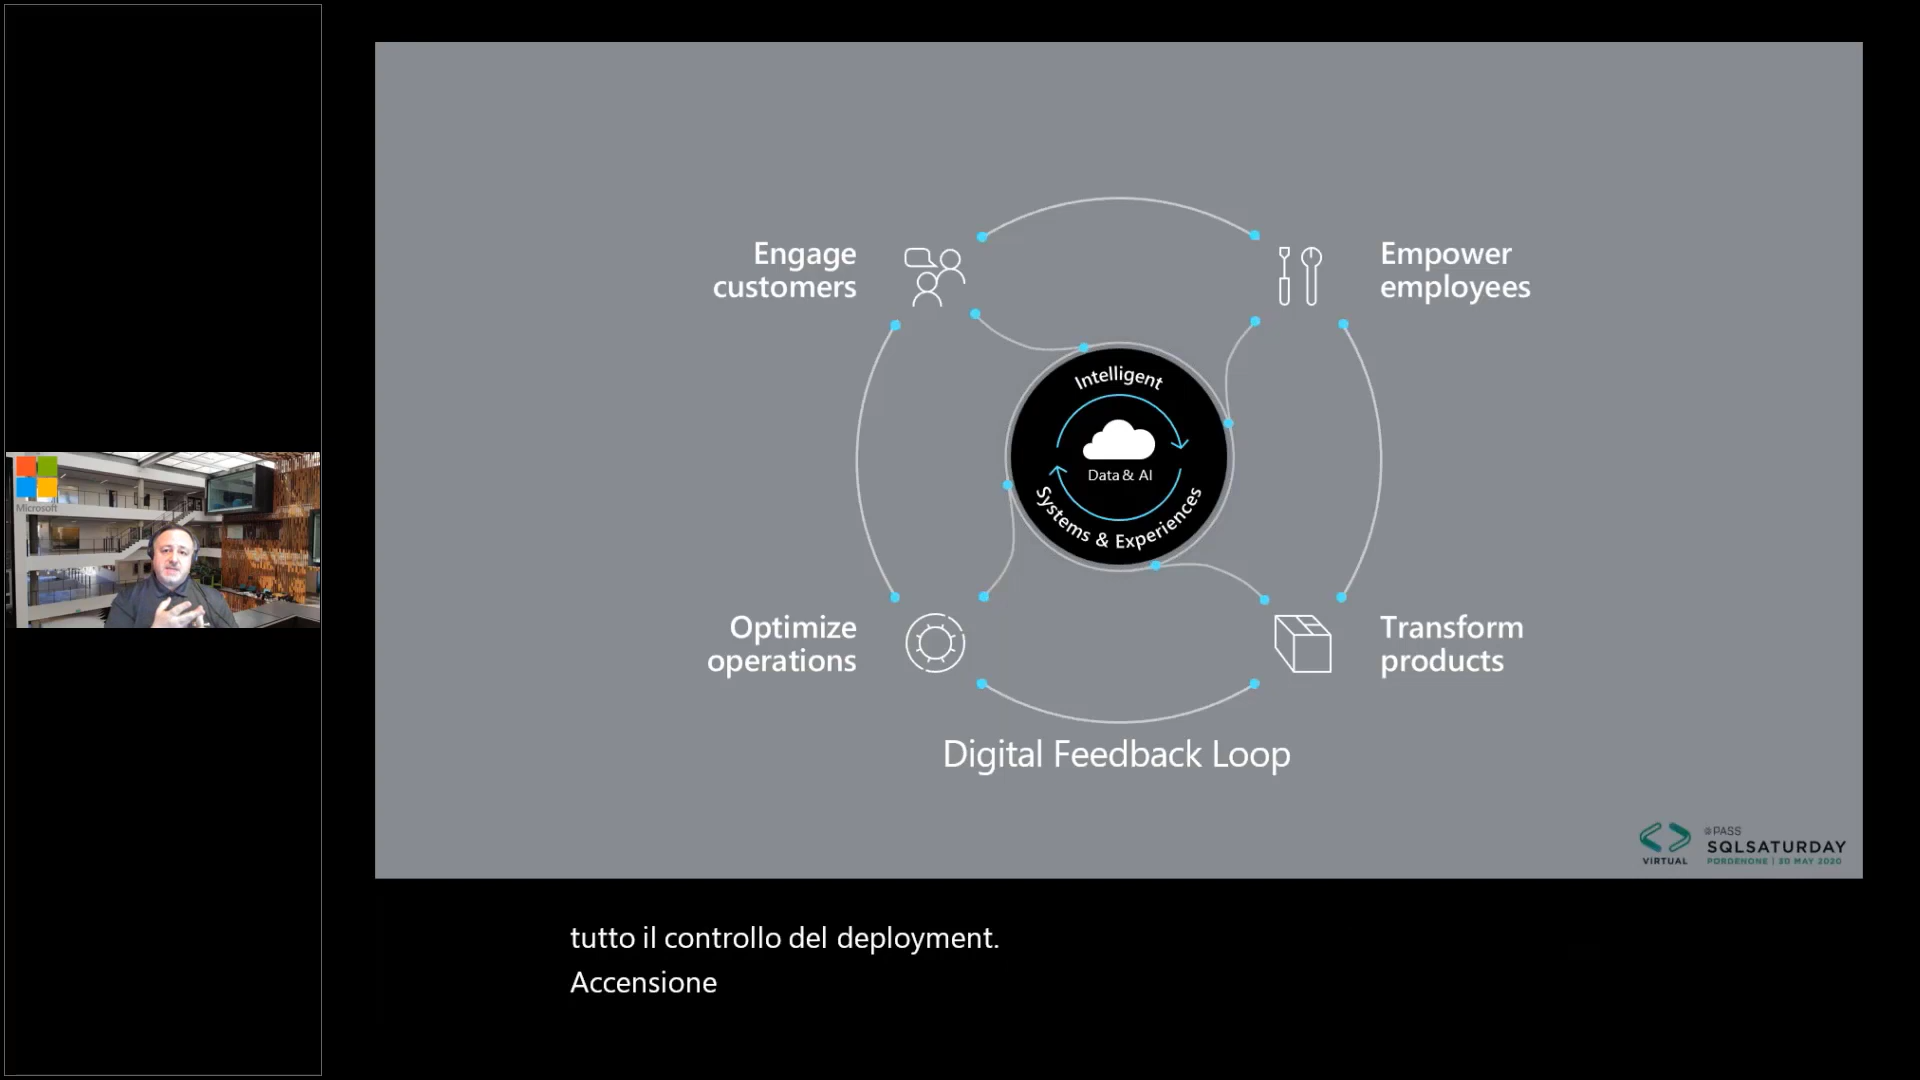 Microsoft
Engage
customers
Empower
employees
Intelligent
Data & AI
Systems & Experiences
Optimize
operations
Transform
products
Digital Feedback Loop
VIRTUAL
@PASS
SQLSATURDAY
PORDENONE | 30 MAY 2020
tutto il controllo del deployment.
Accensione